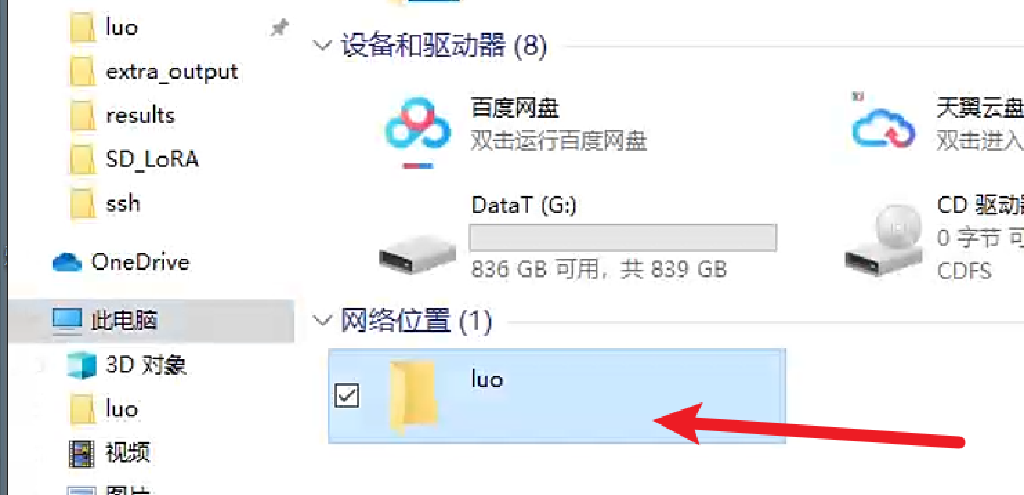 luo
extra_output
results
SD_LoRA
ssh
OneDrive
此电脑
3D 对象
luo
视频
图片
设备和驱动器 (8)
百度网盘
双击运行百度网盘
天翼云盘
双击进入
DataT (G:)
836 GB 可用，共 839 GB
CD 驱动器
0 字节 可
CDFS
网络位置 (1)
luo